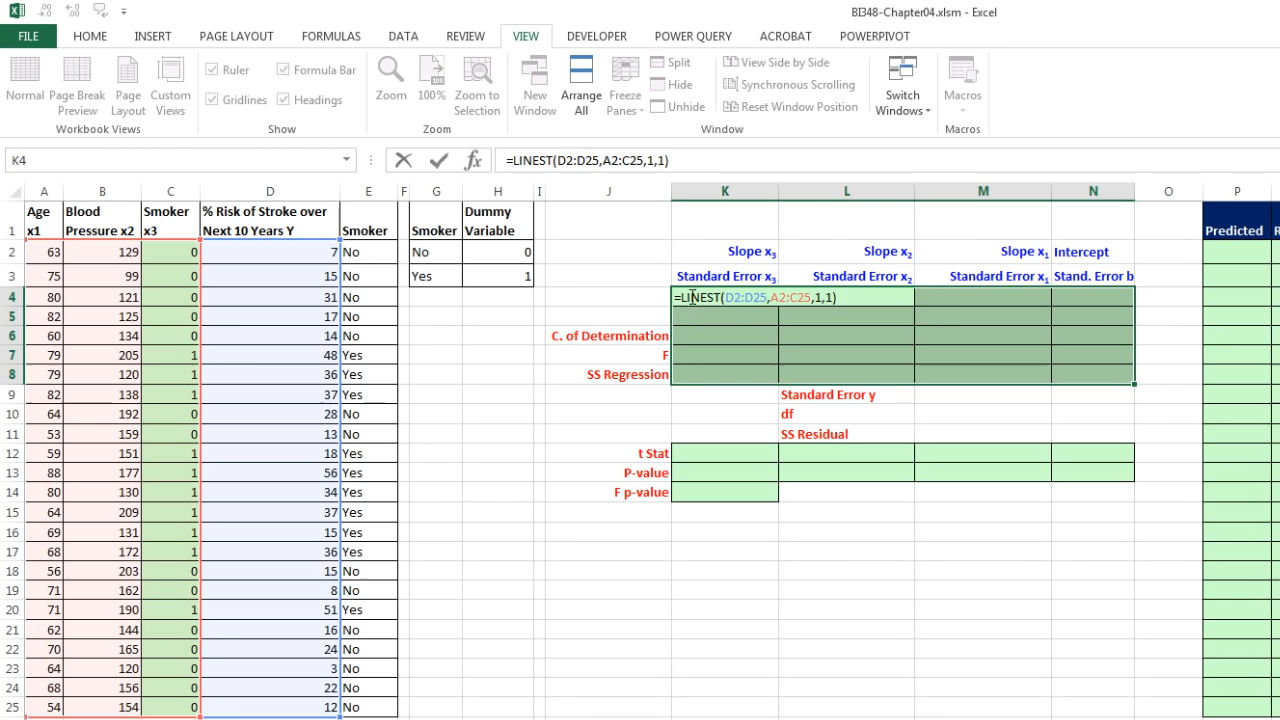 BI348-Chapter04.xlsm - Excel
FILE HOME INSERT PAGE LAYOUT FORMULAS DATA REVIEW VIEW DEVELOPER POWER QUERY ACROBAT POWERPIVOT
Normal Page Break Preview Page Layout Custom Views
Workbook Views
Ruler Formula Bar
Gridlines Headings
Show
Zoom 100% Zoom to Selection
Zoom
New Window Arrange All Freeze Panes
Split
Hide
Unhide
View Side by Side
Synchronous Scrolling
Reset Window Position
Window
Switch Windows
Macros
Macros
K4 fx =LINEST(D2:D25,A2:C25,1,1)
A B C D E F G H I J K L M N O P
1 Age x1 Blood Pressure x2 Smoker x3 % Risk of Stroke over Next 10 Years Y Smoker Smoker Dummy Variable Predicted
2 63 129 0 7 No No 0 Slope x3 Slope x2 Slope x1 Intercept
3 75 99 0 15 No Yes 1 Standard Error x3 Standard Error x2 Standard Error x1 Stand. Error b
4 80 121 0 31 No =LINEST(D2:D25,A2:C25,1,1)
5 82 125 0 17 No
6 60 134 0 14 No C. of Determination
7 79 205 1 48 Yes F
8 79 120 1 36 Yes SS Regression
9 82 138 1 37 Yes Standard Error y
10 64 192 0 28 No df
11 53 159 0 13 No SS Residual
12 59 151 1 18 Yes t Stat
13 88 177 1 56 Yes P-value
14 80 130 1 34 Yes F p-value
15 64 209 1 37 Yes
16 69 131 1 15 Yes
17 68 172 1 36 Yes
18 56 203 0 15 No
19 71 162 0 8 No
20 71 190 1 51 Yes
21 62 144 0 16 No
22 70 165 0 24 No
23 64 120 0 3 No
24 68 156 0 22 No
25 54 154 0 12 No